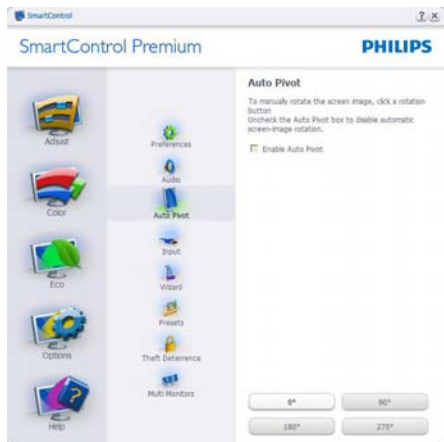 SmartControl
? X
SmartControl Premium
PHILIPS
Adjust
Color
Eco
Options
Help
Preferences
Audio
Auto Pivot
Input
Wizard
Presets
Theft Deterrence
Multi Monitors
Auto Pivot
To manually rotate the screen image, click a rotation
button
Uncheck the Auto Pivot box to disable automatic
screen-image rotation.
Enable Auto Pivot
0°
90°
180°
270°